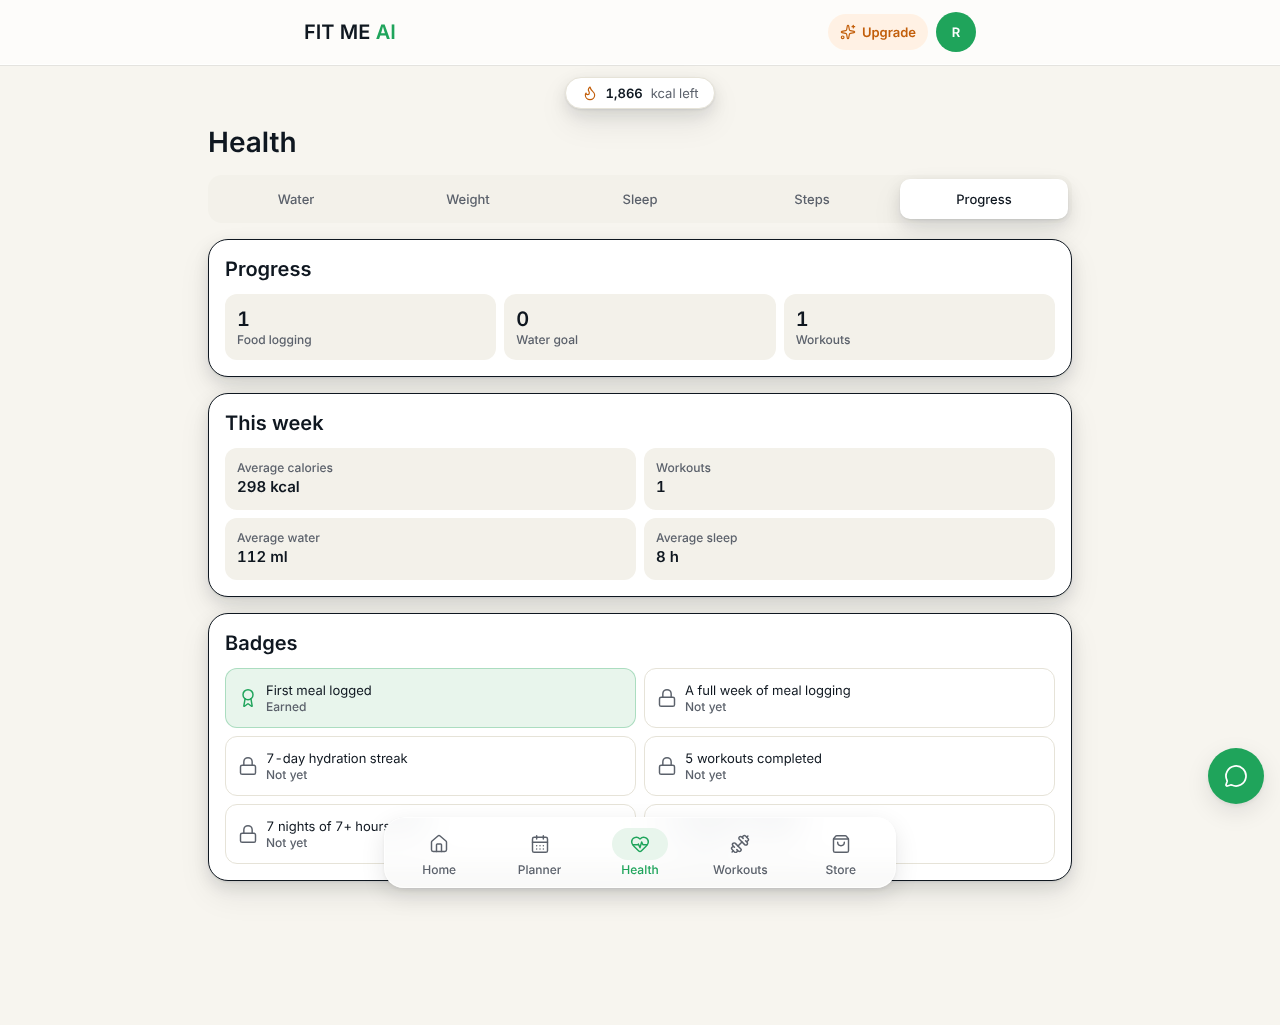 FIT ME AI
Upgrade
R
1,866 kcal left
Health
Water
Weight
Sleep
Steps
Progress
Progress
1
Food logging
0
Water goal
1
Workouts
This week
Average calories
298 kcal
Workouts
1
Average water
112 ml
Average sleep
8 h
Badges
First meal logged
Earned
A full week of meal logging
Not yet
7-day hydration streak
Not yet
5 workouts completed
Not yet
7 nights of 7+ hours
Not yet
Home
Planner
Health
Workouts
Store